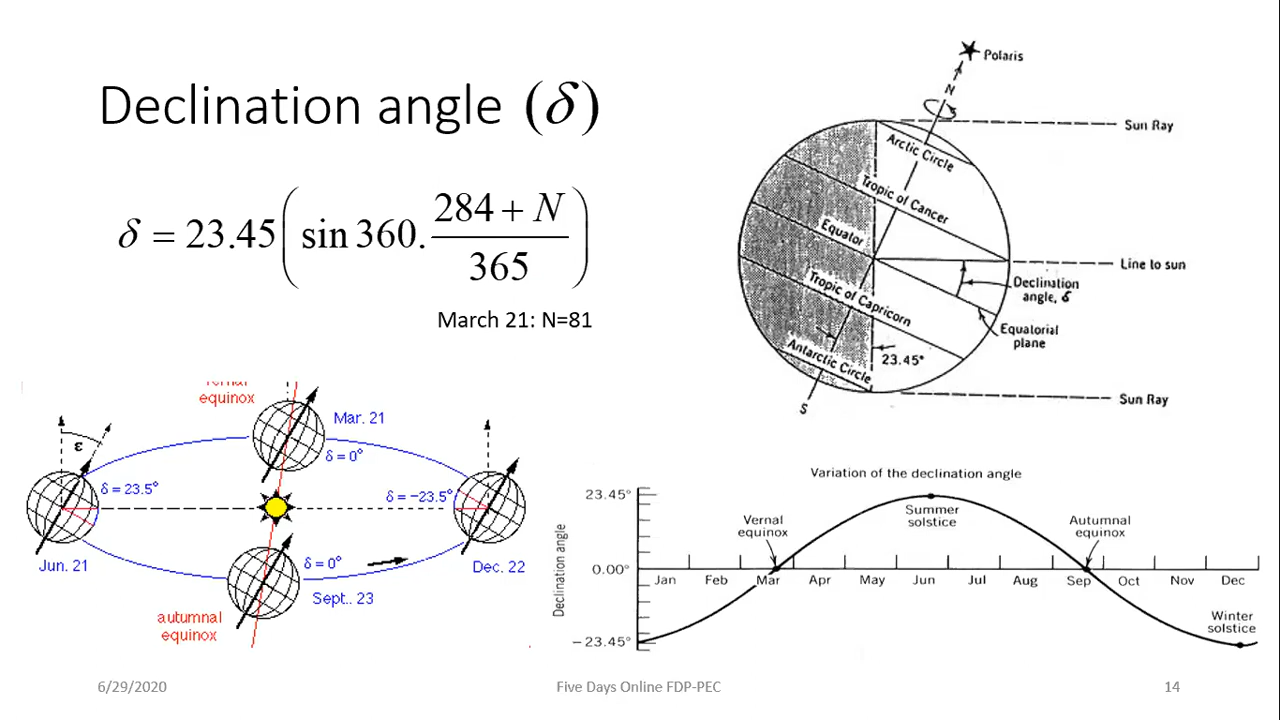 Declination angle (δ)
δ = 23.45 ( sin 360. (284 + N) / 365 )
March 21: N=81
Polaris
N
Sun Ray
Arctic Circle
Tropic of Cancer
Equator
Line to sun
Declination
angle, δ
Tropic of Capricorn
Equatorial
plane
23.45°
Antarctic Circle
Sun Ray
S
equinox
Mar. 21
δ = 0°
ε
δ = 23.5°
δ = −23.5°
Jun. 21
δ = 0°
Dec. 22
Sept.. 23
autumnal
equinox
Variation of the declination angle
23.45°
Summer
solstice
Vernal
equinox
Autumnal
equinox
Declination angle
0.00°
Jan Feb Mar Apr May Jun Jul Aug Sep Oct Nov Dec
Winter
solstice
−23.45°
6/29/2020
Five Days Online FDP-PEC
14